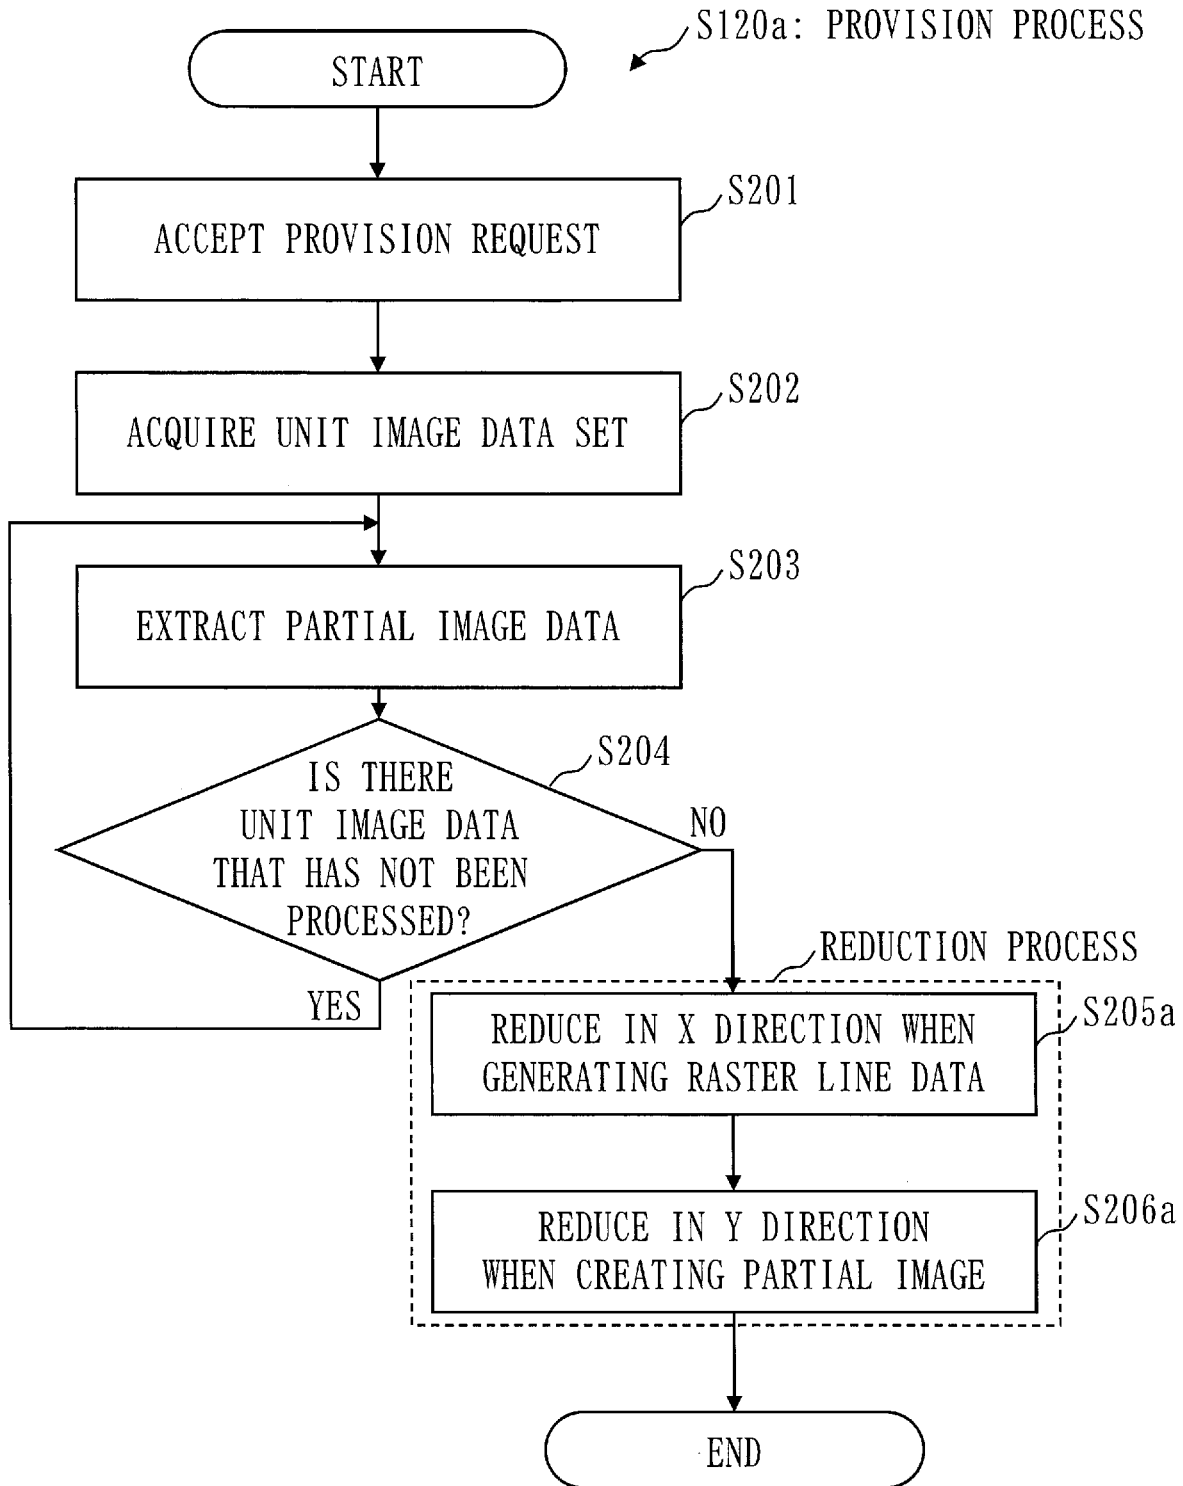 S120a: PROVISION PROCESS
START
S201
ACCEPT PROVISION REQUEST
S202
ACQUIRE UNIT IMAGE DATA SET
S203
EXTRACT PARTIAL IMAGE DATA
S204
IS THERE
UNIT IMAGE DATA
THAT HAS NOT BEEN
PROCESSED?
NO
YES
REDUCTION PROCESS
S205a
REDUCE IN X DIRECTION WHEN
GENERATING RASTER LINE DATA
S206a
REDUCE IN Y DIRECTION
WHEN CREATING PARTIAL IMAGE
END